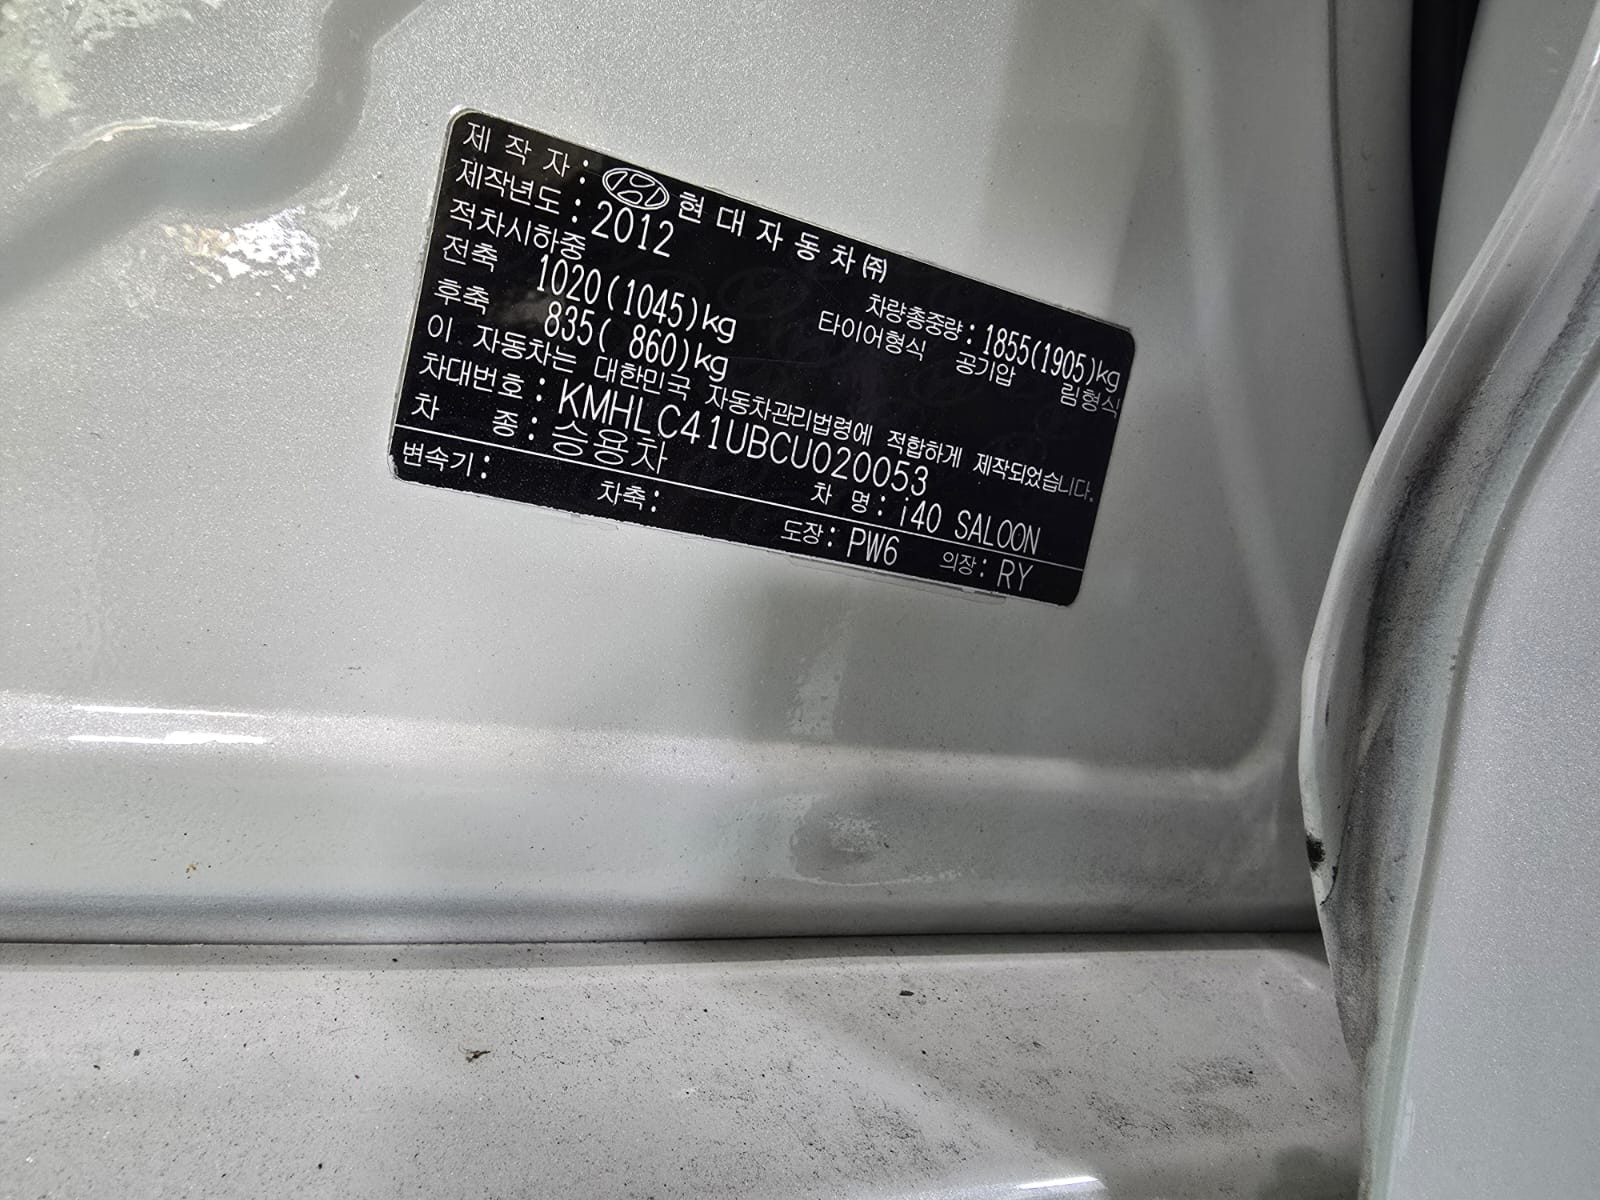 제 작 자 : 현 대 자 동 차 ㈜
제작년도 : 2012
적차시하중 차량총중량 : 1855(1905)kg
전축 1020(1045)kg 타이어형식 공기압 림형식
후축 835( 860)kg
이 자동차는 대한민국 자동차관리법령에 적합하게 제작되었습니다.
차대번호 : KMHLC41UBCU020053
차 종 : 승용차 차 명 : i40 SALOON
변속기 : 차축 : 도장 : PW6 의장 : RY